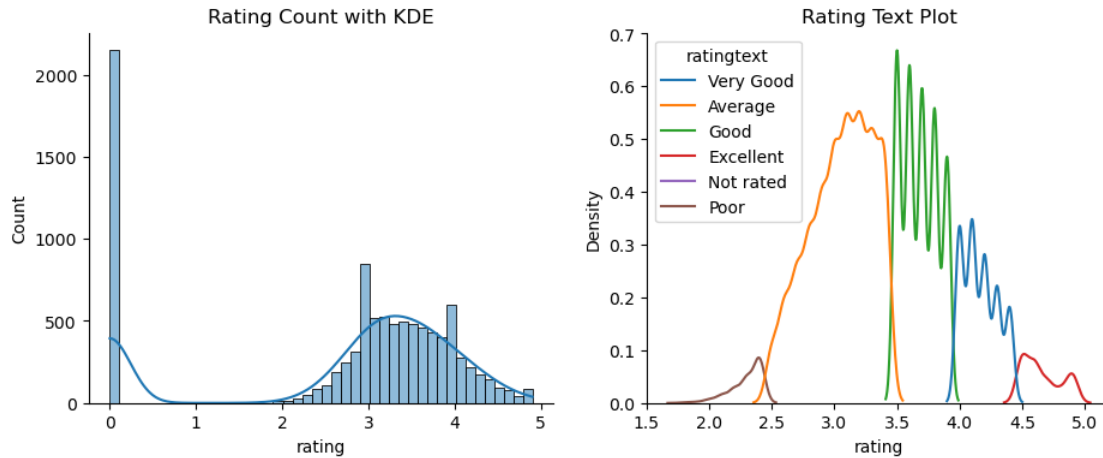 Rating Count with KDE
2000
1500
1000
500
0
Count
0 1 2 3 4 5
rating
Rating Text Plot
0.7
0.6
0.5
0.4
0.3
0.2
0.1
0.0
Density
ratingtext
Very Good
Average
Good
Excellent
Not rated
Poor
1.5 2.0 2.5 3.0 3.5 4.0 4.5 5.0
rating